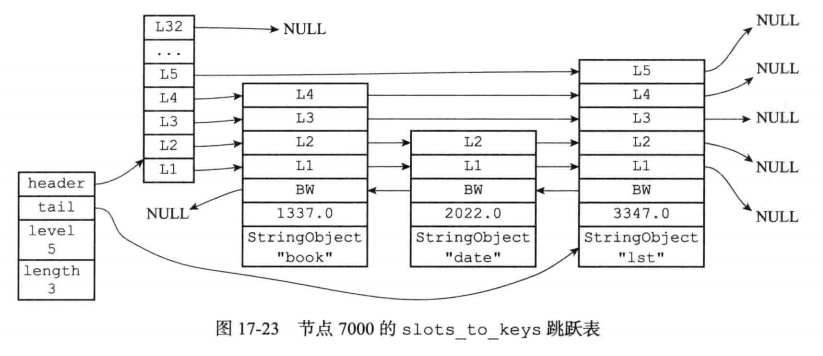 L32
...
L5
L4
L3
L2
L1
NULL
header
tail
level
5
length
3
NULL
L4
L3
L2
L1
BW
1337.0
StringObject
"book"
L2
L1
BW
2022.0
StringObject
"date"
L5
L4
L3
L2
L1
BW
3347.0
StringObject
"lst"
NULL
NULL
NULL
NULL
NULL
图 17-23 节点 7000 的 slots_to_keys 跳跃表